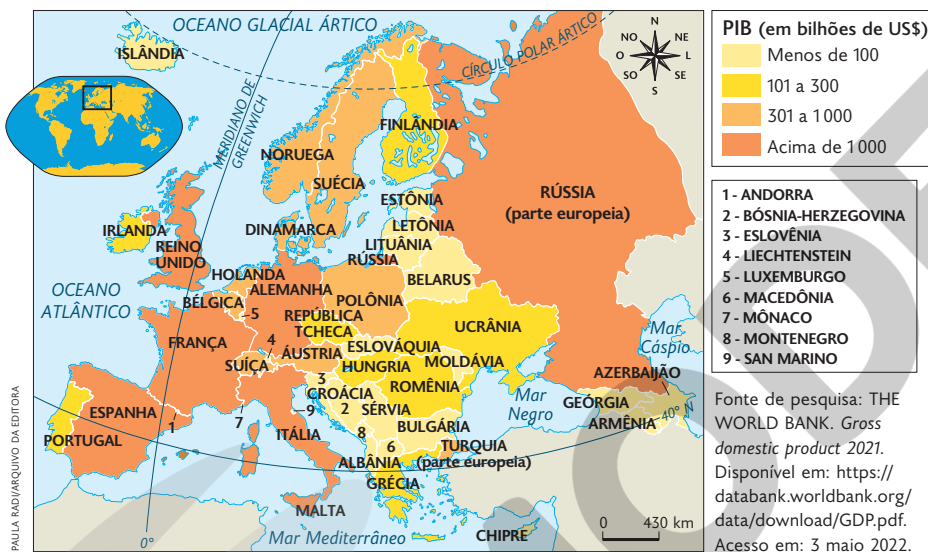 OCEANO GLACIAL ÁRTICO
ISLÂNDIA
CÍRCULO POLAR ÁRTICO
MERIDIANO DE
GREENWICH
N
NO
NE
O
L
SO
SE
S
FINLÂNDIA
NORUEGA
SUÉCIA
RÚSSIA
(parte europeia)
ESTÔNIA
LETÔNIA
IRLANDA
REINO
UNIDO
DINAMARCA
LITUÂNIA
RÚSSIA
BELARUS
HOLANDA
ALEMANHA
OCEANO
ATLÂNTICO
BÉLGICA
5
POLÔNIA
REPÚBLICA
TCHECA
UCRÂNIA
FRANÇA
4
ESLOVÁQUIA
SUÍÇA
ÁUSTRIA
HUNGRIA
MOLDÁVIA
Mar
Cáspio
3
CROÁCIA
ROMÊNIA
AZERBAIJÃO
2
SÉRVIA
Mar
Negro
GEÓRGIA
40° N
ESPANHA
1
7
9
ITÁLIA
8
BULGÁRIA
ARMÊNIA
PORTUGAL
6
TURQUIA
(parte europeia)
ALBÂNIA
GRÉCIA
MALTA
0°
Mar Mediterrâneo
CHIPRE
0 430 km
PAULA RADI/ARQUIVO DA EDITORA
PIB (em bilhões de US$)
Menos de 100
101 a 300
301 a 1 000
Acima de 1 000
1 - ANDORRA
2 - BÓSNIA-HERZEGOVINA
3 - ESLOVÊNIA
4 - LIECHTENSTEIN
5 - LUXEMBURGO
6 - MACEDÔNIA
7 - MÔNACO
8 - MONTENEGRO
9 - SAN MARINO
Fonte de pesquisa: THE
WORLD BANK. Gross
domestic product 2021.
Disponível em: https://
databank.worldbank.org/
data/download/GDP.pdf.
Acesso em: 3 maio 2022.